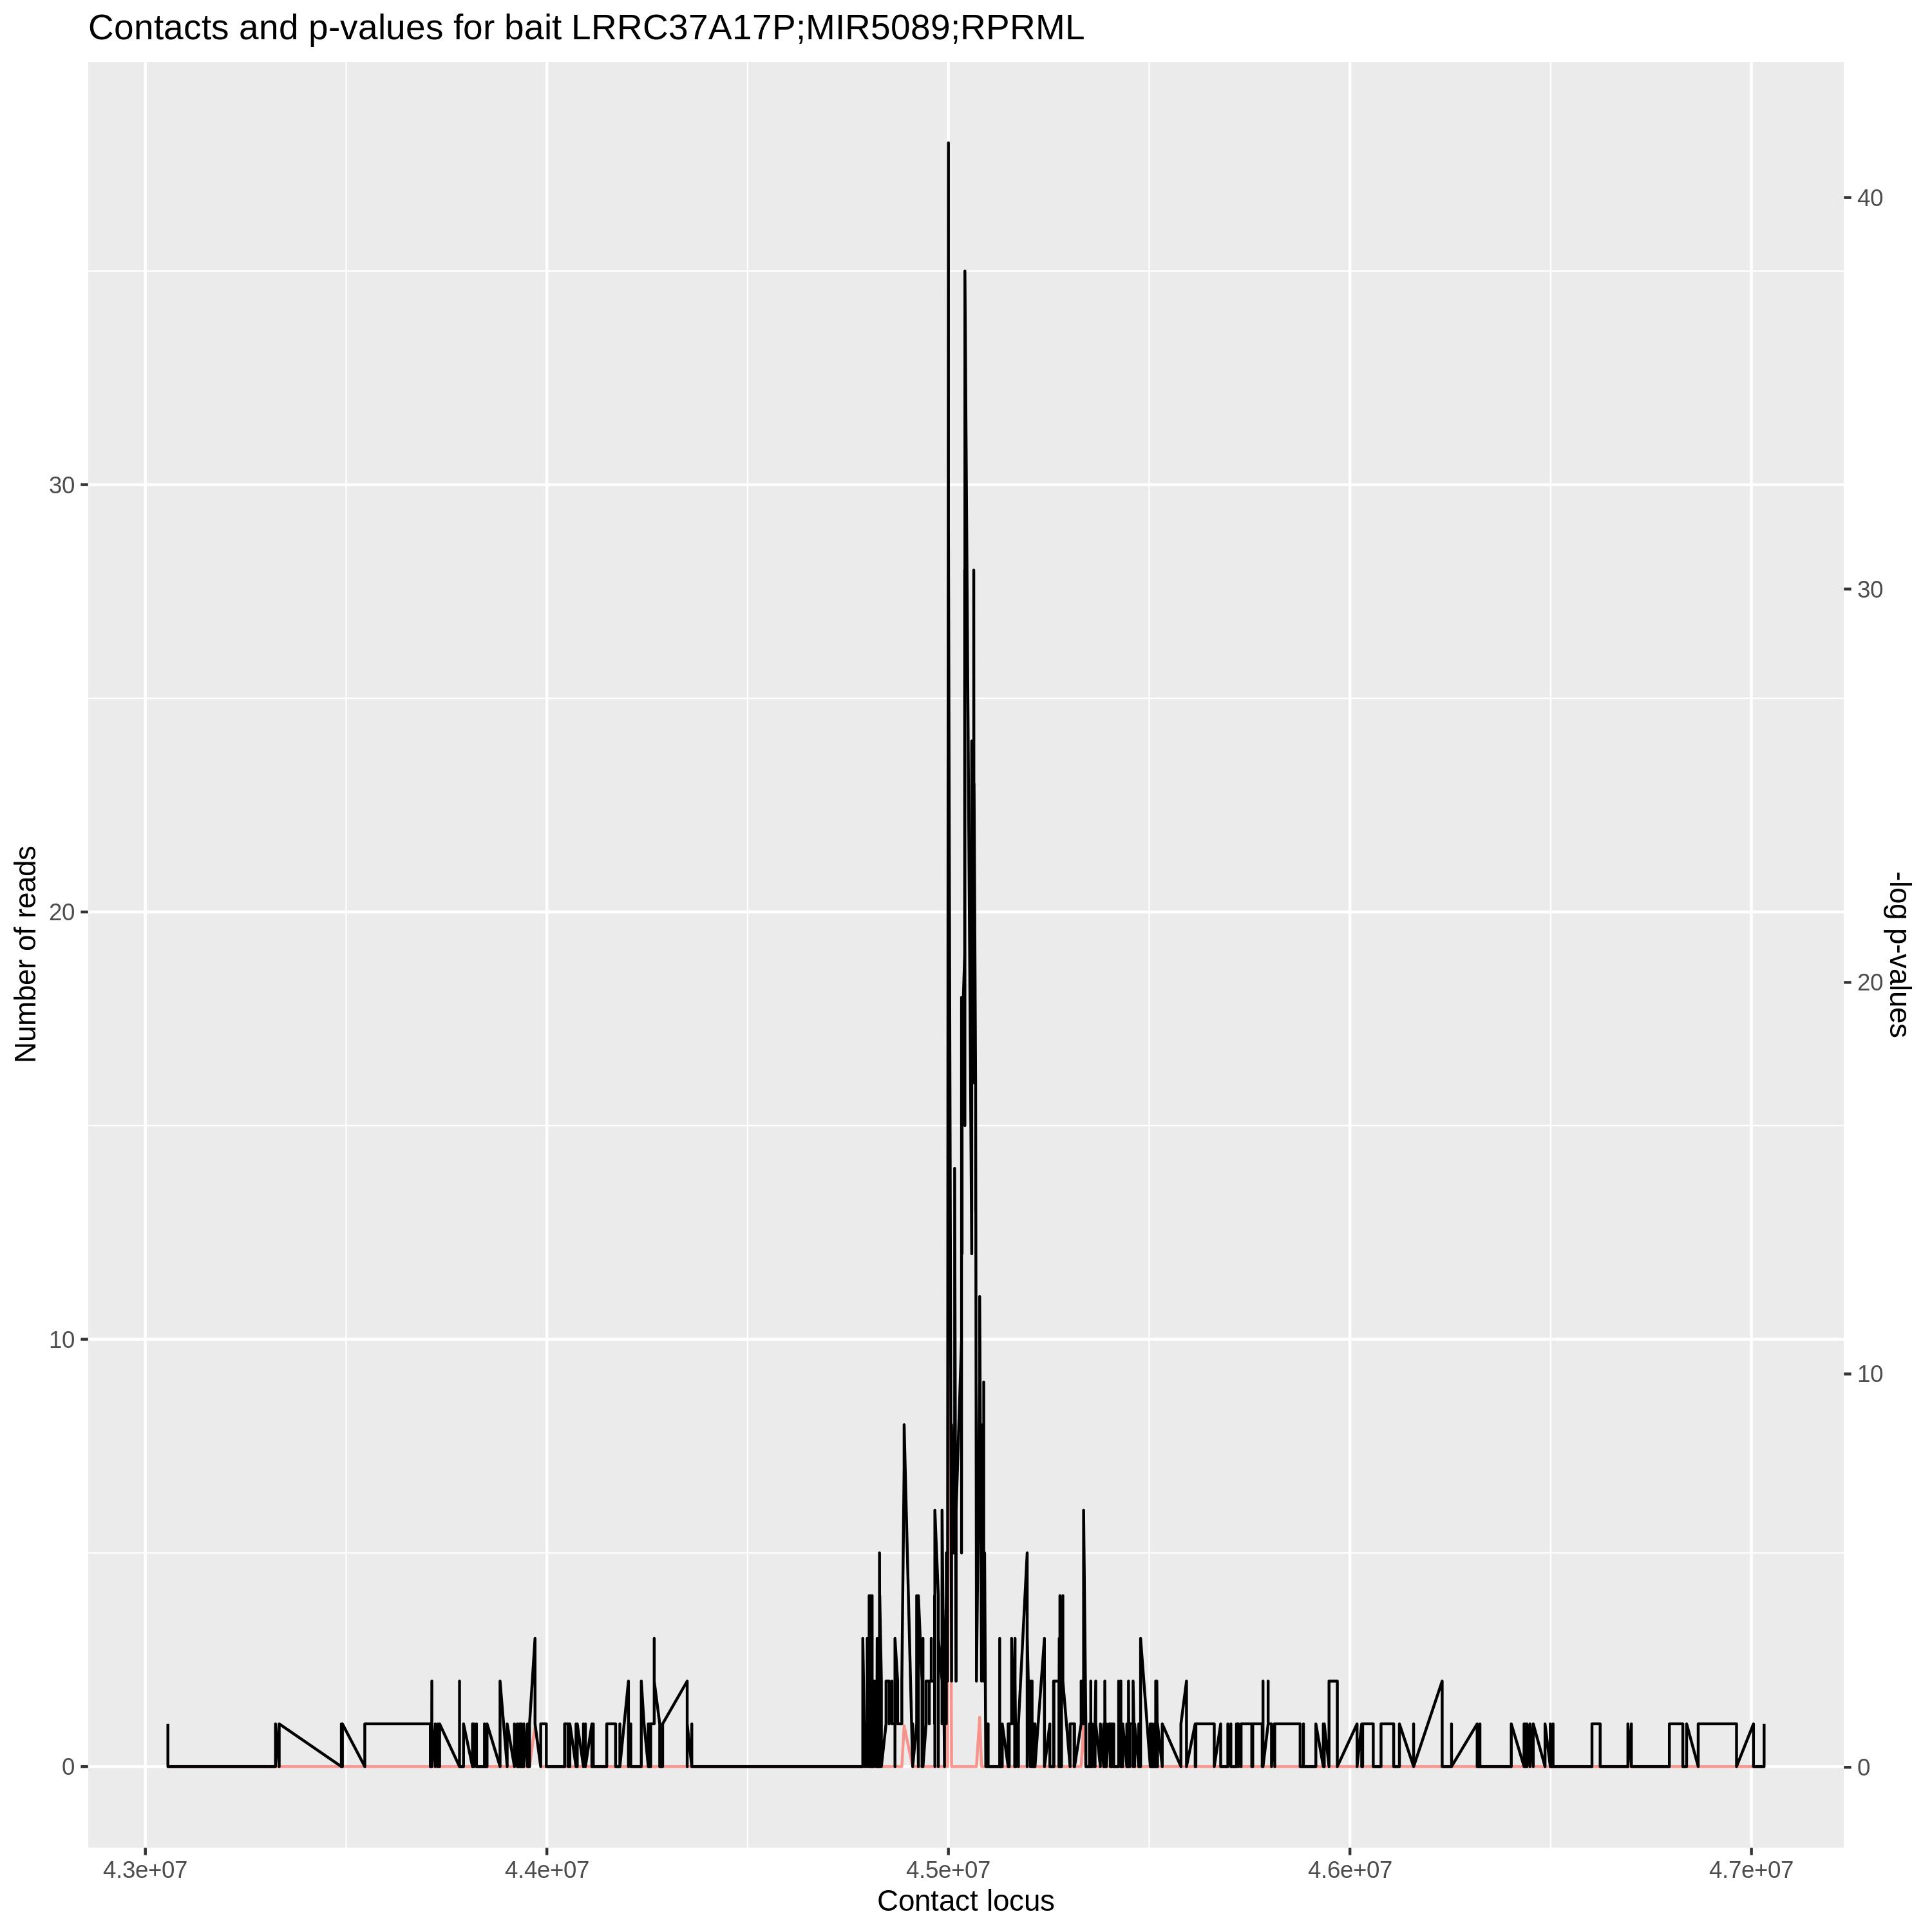 Contacts and p-values for bait LRRC37A17P;MIR5089;RPRML
Number of reads
30
20
10
0
40
30
20
10
0
-log p-values
4.3e+07 4.4e+07 4.5e+07 4.6e+07 4.7e+07
Contact locus